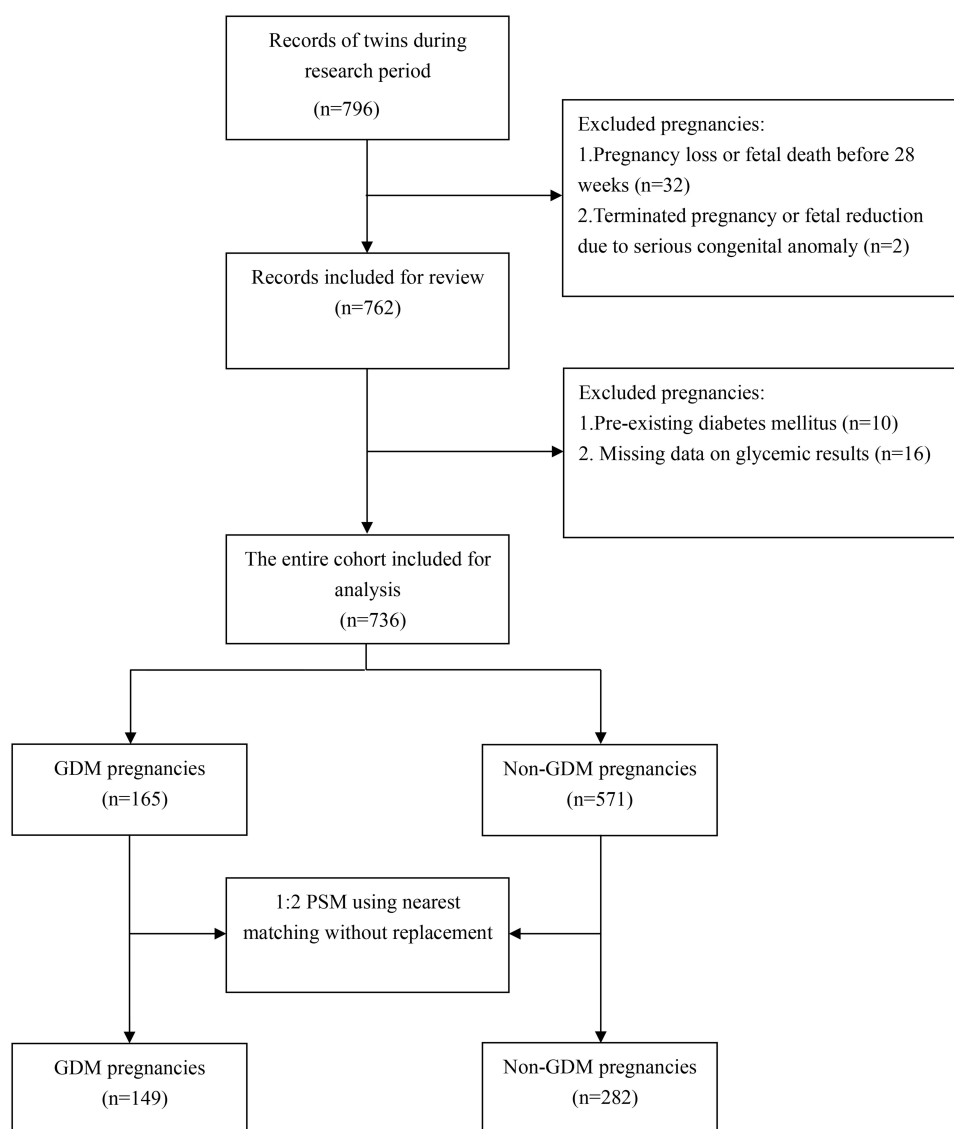 Records of twins during
research period
(n=796)
Excluded pregnancies:
1.Pregnancy loss or fetal death before 28
weeks (n=32)
2.Terminated pregnancy or fetal reduction
due to serious congenital anomaly (n=2)
Records included for review
(n=762)
Excluded pregnancies:
1.Pre-existing diabetes mellitus (n=10)
2. Missing data on glycemic results (n=16)
The entire cohort included for
analysis
(n=736)
GDM pregnancies
(n=165)
Non-GDM pregnancies
(n=571)
1:2 PSM using nearest
matching without replacement
GDM pregnancies
(n=149)
Non-GDM pregnancies
(n=282)